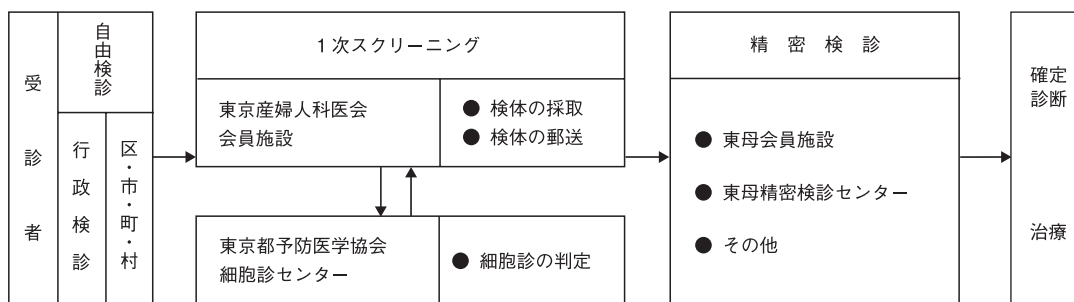 受診者
自由検診
行政検診
区・市・町・村
1次スクリーニング
東京産婦人科医会
会員施設
● 検体の採取
● 検体の郵送
東京都予防医学協会
細胞診センター
● 細胞診の判定
精密検診
● 東母会員施設
● 東母精密検診センター
● その他
確定
診断
治療